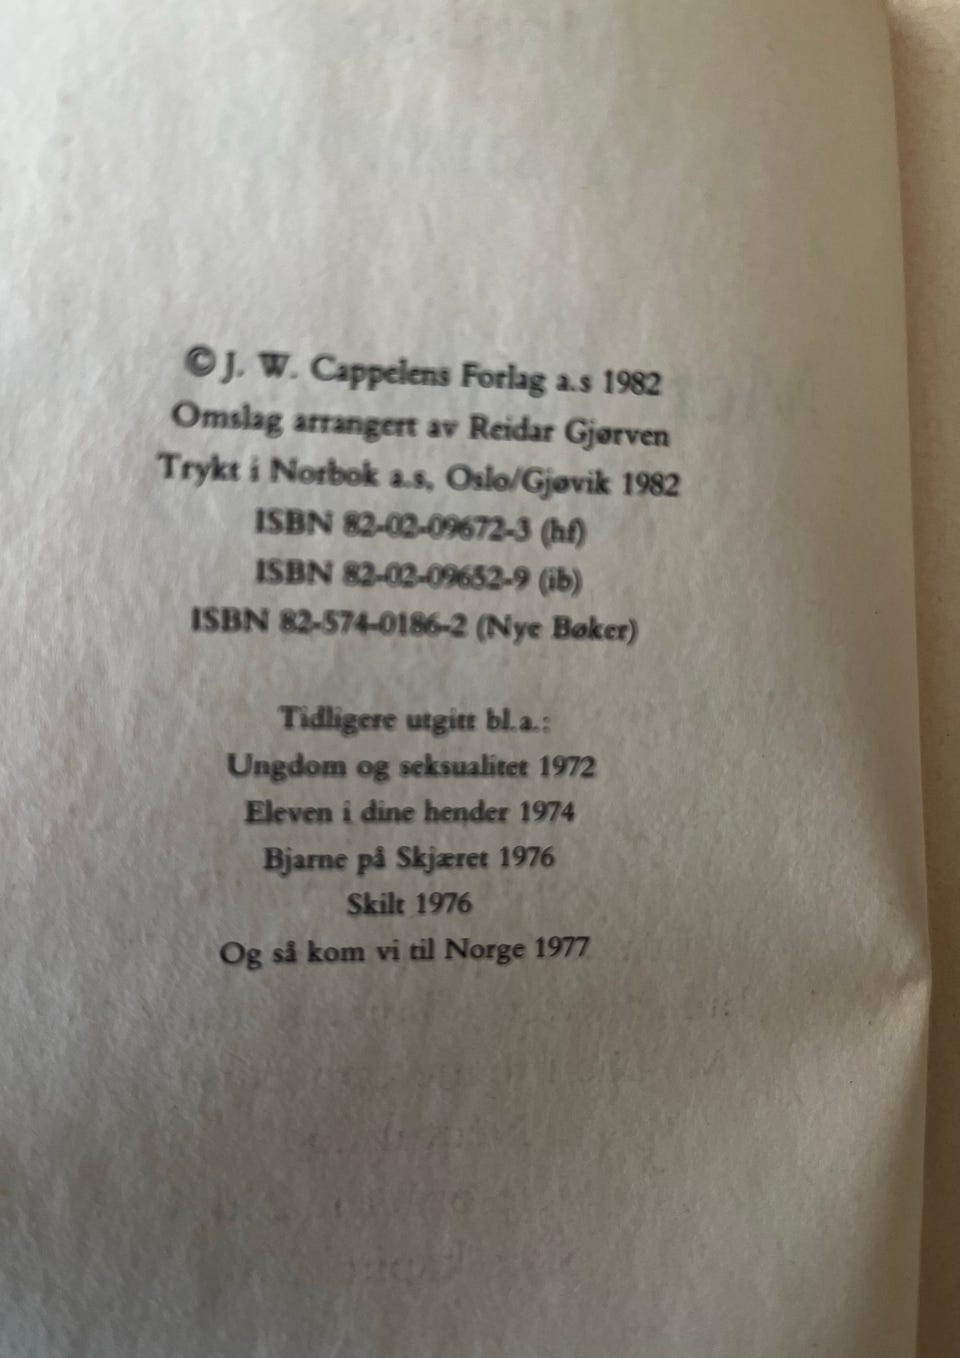 © J. W. Cappelens Forlag a.s 1982
Omslag arrangert av Reidar Gjørven
Trykt i Norbok a.s, Oslo/Gjøvik 1982
ISBN 82-02-09672-3 (hf)
ISBN 82-02-09652-9 (ib)
ISBN 82-574-0186-2 (Nye Bøker)
Tidligere utgitt bl.a.:
Ungdom og seksualitet 1972
Eleven i dine hender 1974
Bjarne på Skjæret 1976
Skilt 1976
Og så kom vi til Norge 1977